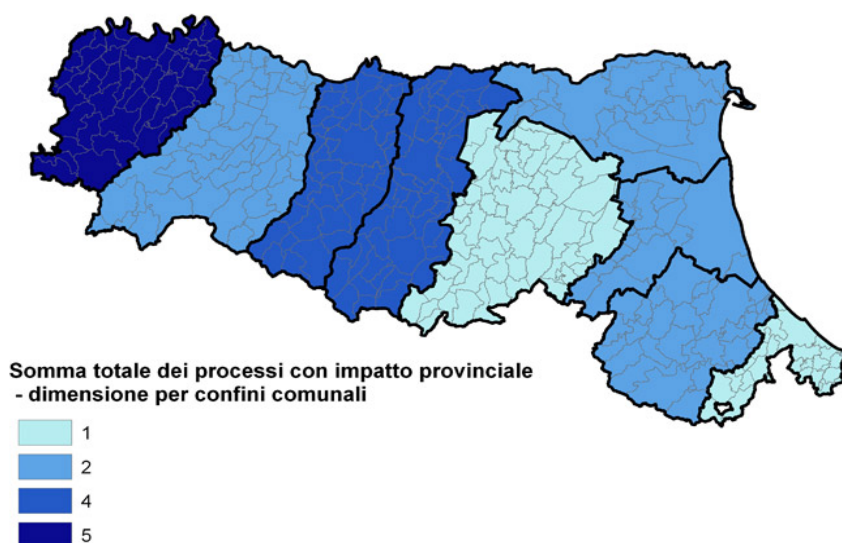 Somma totale dei processi con impatto provinciale
- dimensione per confini comunali
1
2
4
5